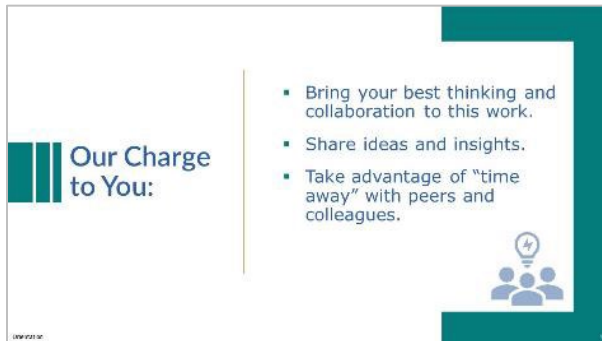 Our Charge
to You:
▪ Bring your best thinking and
collaboration to this work.
▪ Share ideas and insights.
▪ Take advantage of “time
away” with peers and
colleagues.